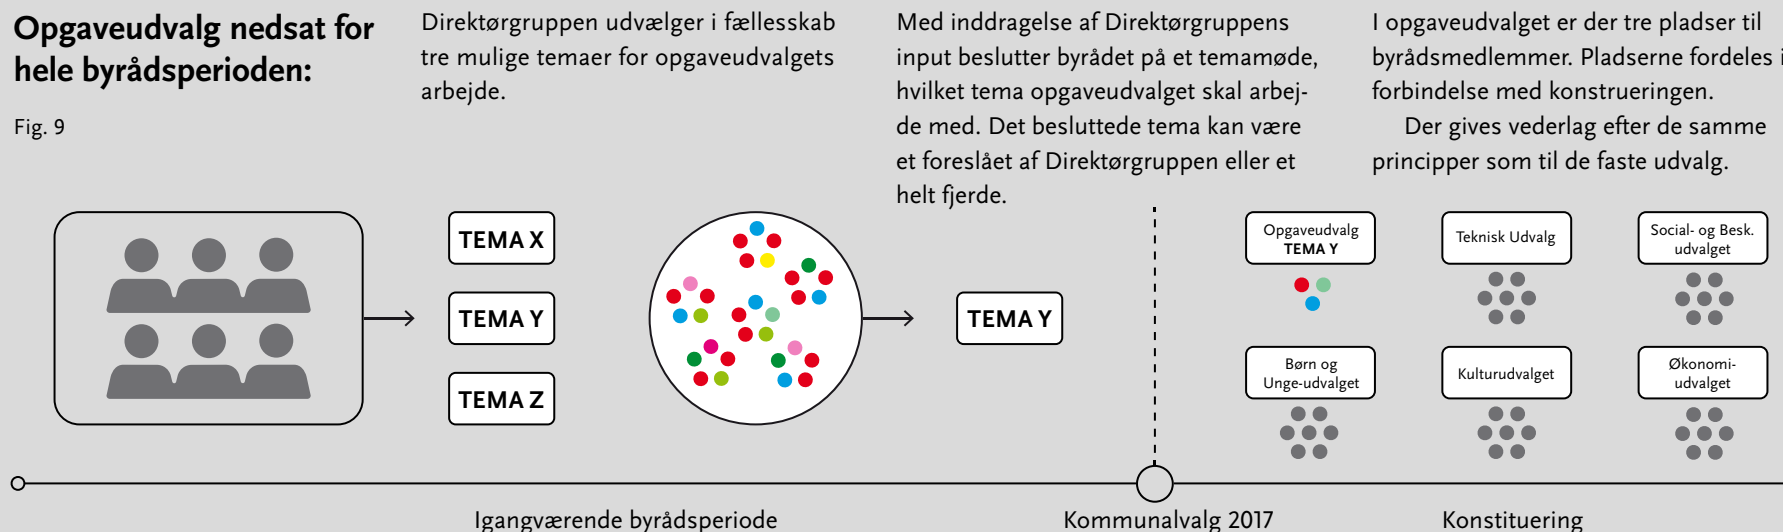 Opgaveudvalg nedsat for
hele byrådsperioden:
Fig. 9
Direktørgruppen udvælger i fællesskab
tre mulige temaer for opgaveudvalgets
arbejde.
Med inddragelse af Direktørgruppens
input beslutter byrådet på et temamøde,
hvilket tema opgaveudvalget skal arbej-
de med. Det besluttede tema kan være
et foreslået af Direktørgruppen eller et
helt fjerde.
I opgaveudvalget er der tre pladser til
byrådsmedlemmer. Pladserne fordeles i
forbindelse med konstrueringen.
Der gives vederlag efter de samme
principper som til de faste udvalg.
TEMA X
TEMA Y
TEMA Z
TEMA Y
Opgaveudvalg
TEMA Y
Teknisk Udvalg
Social- og Besk.
udvalget
Børn og
Unge-udvalget
Kulturudvalget
Økonomi-
udvalget
Igangværende byrådsperiode
Kommunalvalg 2017
Konstituering